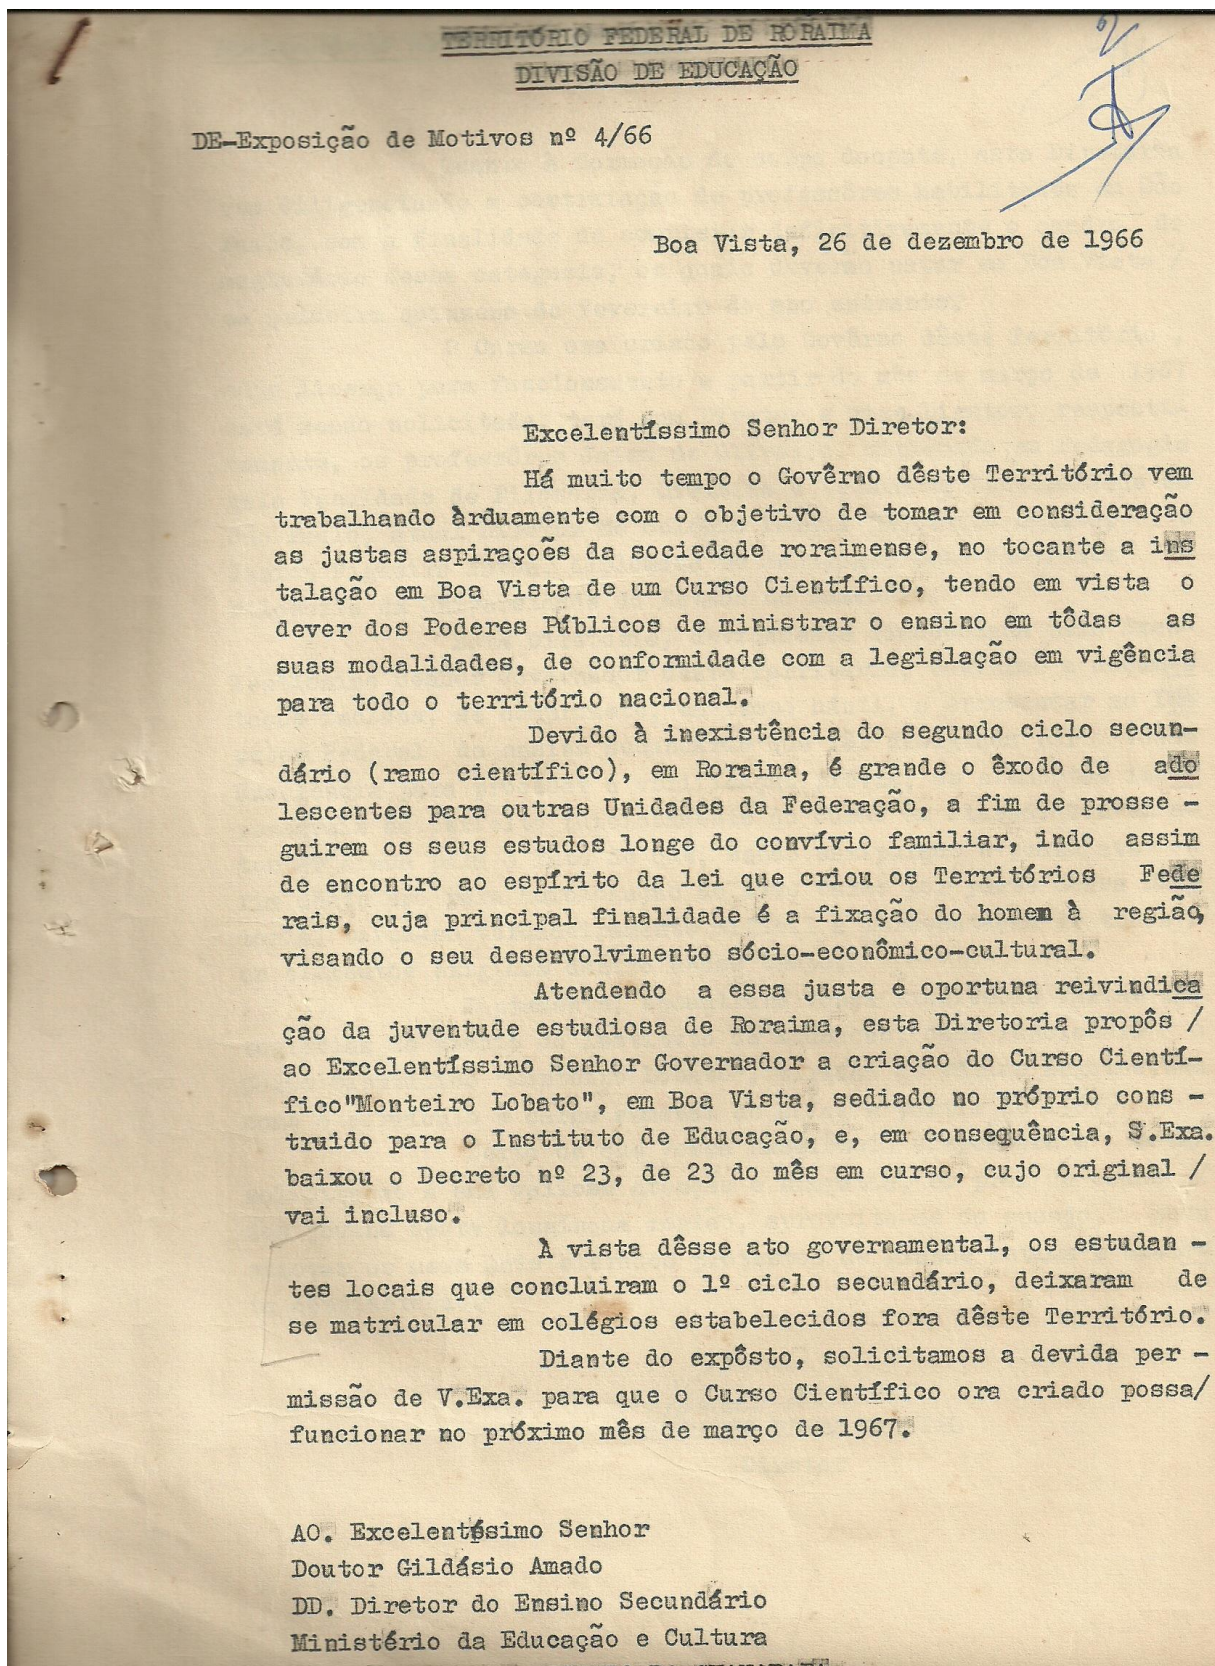 TERRITÓRIO FEDERAL DE RORAIMA
DIVISÃO DE EDUCAÇÃO
DE-Exposição de Motivos nº 4/66
Boa Vista, 26 de dezembro de 1966
Excelentíssimo Senhor Diretor:
Há muito tempo o Govêrno dêste Território vem
trabalhando àrduamente com o objetivo de tomar em consideração
as justas aspirações da sociedade roraimense, no tocante a ins
talação em Boa Vista de um Curso Científico, tendo em vista o
dever dos Poderes Públicos de ministrar o ensino em tôdas as
suas modalidades, de conformidade com a legislação em vigência
para todo o território nacional.
Devido à inexistência do segundo ciclo secun-
dário (ramo científico), em Roraima, é grande o êxodo de ado
lescentes para outras Unidades da Federação, a fim de prosse -
guirem os seus estudos longe do convívio familiar, indo assim
de encontro ao espírito da lei que criou os Territórios Fede
rais, cuja principal finalidade é a fixação do homem à região,
visando o seu desenvolvimento sócio-econômico-cultural.
Atendendo a essa justa e oportuna reivindica
ção da juventude estudiosa de Roraima, esta Diretoria propôs /
ao Excelentíssimo Senhor Governador a criação do Curso Cientí-
fico"Monteiro Lobato", em Boa Vista, sediado no próprio cons -
truido para o Instituto de Educação, e, em consequência, S.Exa.
baixou o Decreto nº 23, de 23 do mês em curso, cujo original /
vai incluso.
À vista dêsse ato governamental, os estudan -
tes locais que concluiram o 1º ciclo secundário, deixaram de
se matricular em colégios estabelecidos fora dêste Território.
Diante do expôsto, solicitamos a devida per -
missão de V.Exa. para que o Curso Científico ora criado possa/
funcionar no próximo mês de março de 1967.
AO. Excelentíssimo Senhor
Doutor Gildásio Amado
DD. Diretor do Ensino Secundário
Ministério da Educação e Cultura